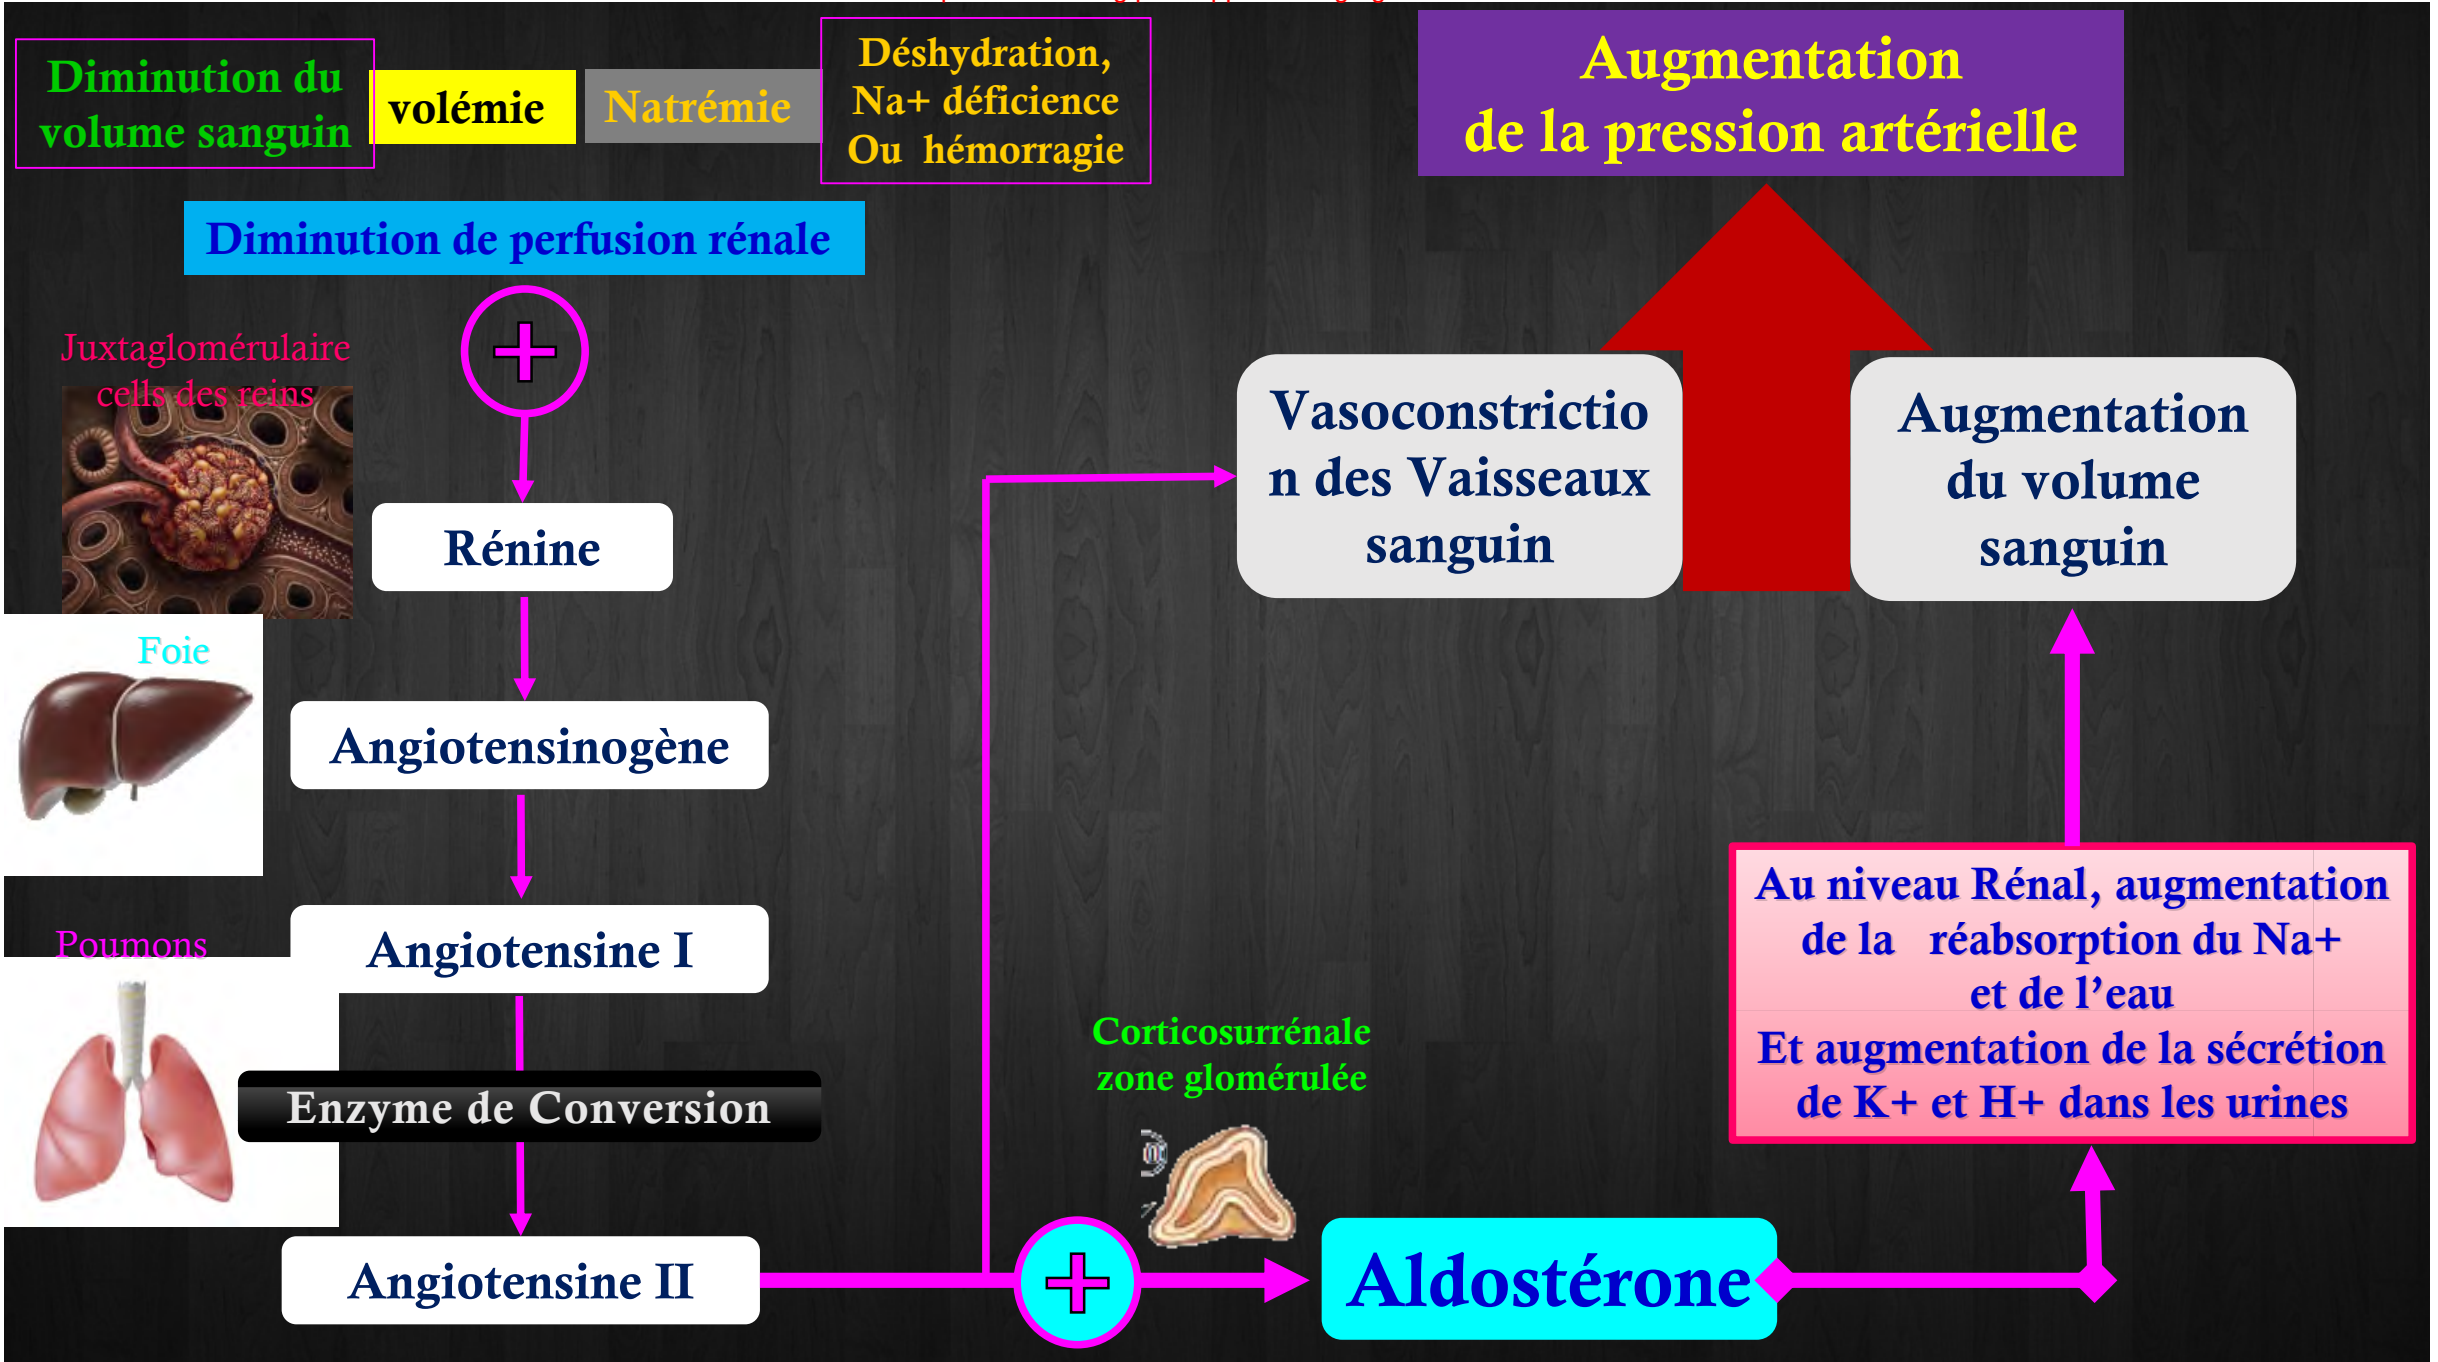 Diminution du
volume sanguin
volémie
Natrémie
Déshydration,
Na+ déficience
Ou hémorragie
Augmentation
de la pression artérielle
Diminution de perfusion rénale
Juxtaglomérulaire
cells des reins
Rénine
Vasoconstrictio
n des Vaisseaux
sanguin
Augmentation
du volume
sanguin
Foie
Angiotensinogène
Poumons
Angiotensine I
Enzyme de Conversion
Angiotensine II
Corticosurrénale
zone glomérulée
Aldostérone
Au niveau Rénal, augmentation
de la réabsorption du Na+
et de l’eau
Et augmentation de la sécrétion
de K+ et H+ dans les urines